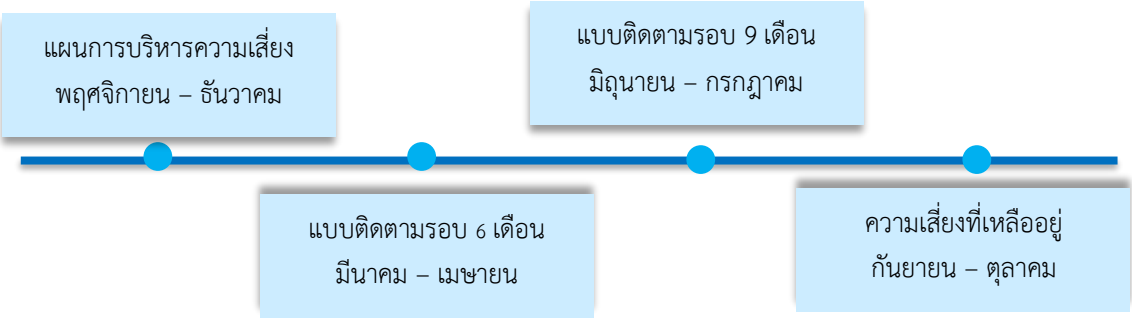 แผนการบริหารความเสี่ยง
พฤศจิกายน – ธันวาคม
แบบติดตามรอบ 6 เดือน
มีนาคม – เมษายน
แบบติดตามรอบ 9 เดือน
มิถุนายน – กรกฎาคม
ความเสี่ยงที่เหลืออยู่
กันยายน – ตุลาคม